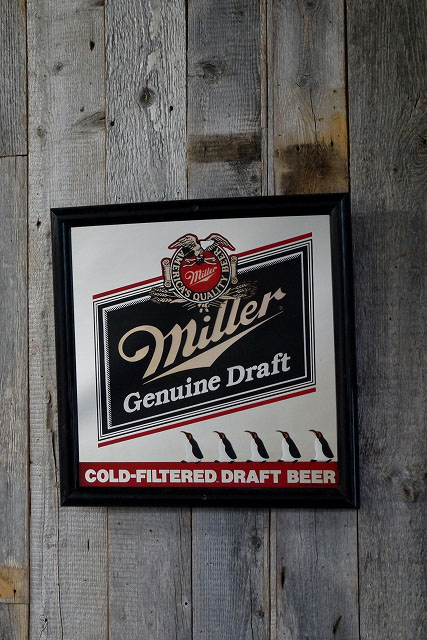 AMERICA'S QUALITY BEER
Miller
Miller
Genuine Draft
COLD-FILTERED. DRAFT BEER